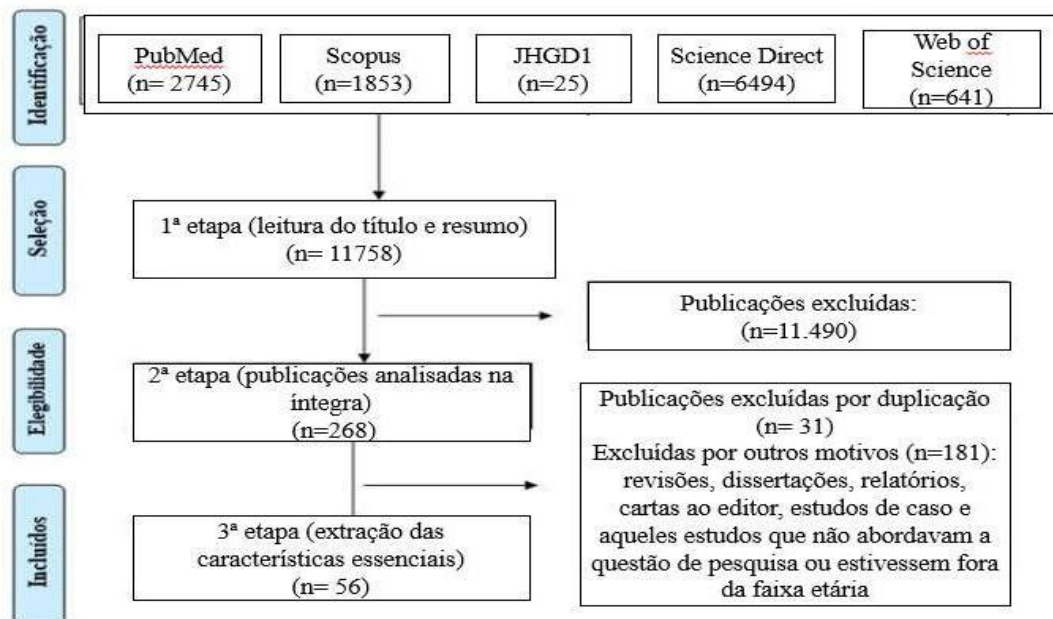 Identificação
PubMed
(n= 2745)
Scopus
(n=1853)
JHGD1
(n=25)
Science Direct
(n=6494)
Web of
Science
(n=641)
Seleção
1ª etapa (leitura do título e resumo)
(n= 11758)
Publicações excluídas:
(n=11.490)
Elegibilidade
2ª etapa (publicações analisadas na
íntegra)
(n=268)
Publicações excluídas por duplicação
(n= 31)
Excluídas por outros motivos (n=181):
revisões, dissertações, relatórios,
cartas ao editor, estudos de caso e
aqueles estudos que não abordavam a
questão de pesquisa ou estivessem fora
da faixa etária
Incluídos
3ª etapa (extração das
características essenciais)
(n= 56)